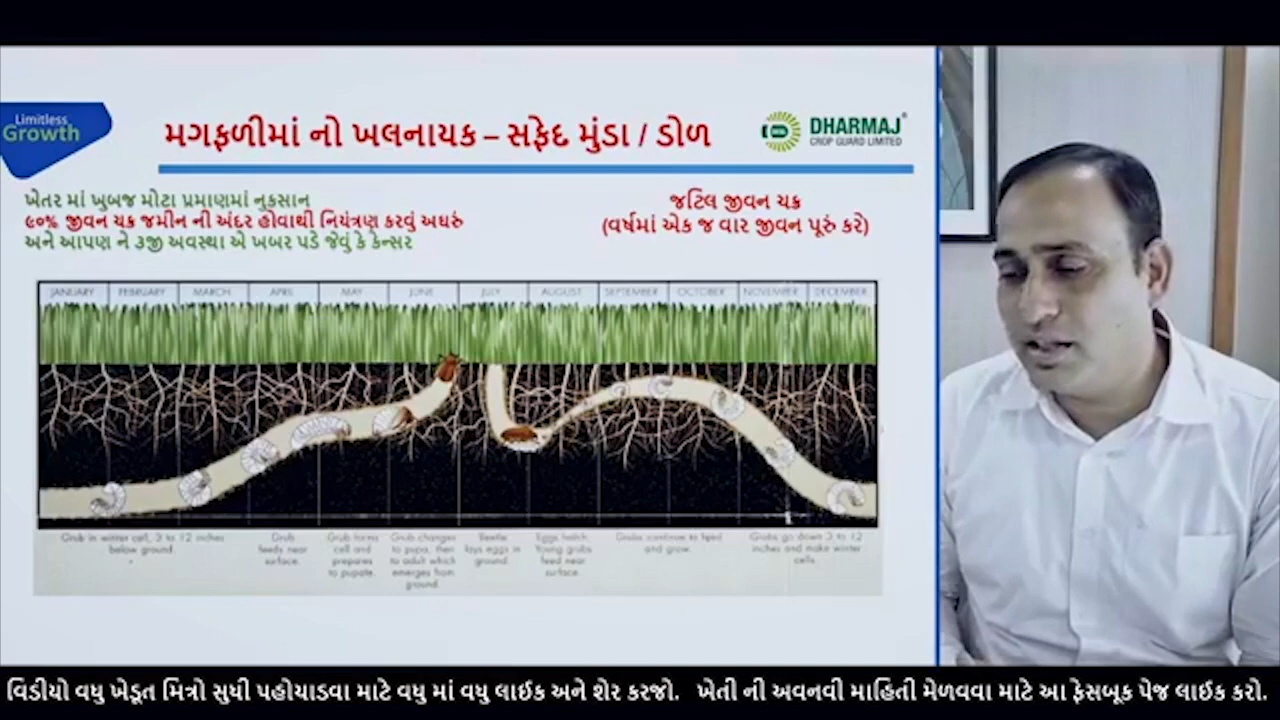 Limitless
Growth
મગફળીમાં નો ખલનાયક – સફેદ મુંડા / ડોળ
DHARMAJ
CROP GUARD LIMITED
ખેતર માં ખુબજ મોટા પ્રમાણમાં નુકસાન
૯૦% જીવન ચક્ર જમીન ની અંદર હોવાથી નિયંત્રણ કરવું અઘરું
અને આપણ ને ૩જી અવસ્થા એ ખબર પડે જેવું કે કેન્સર
જટિલ જીવન ચક્ર
(વર્ષમાં એક જ વાર જીવન પૂરું કરે)
JANUARY FEBRUARY MARCH APRIL MAY JUNE JULY AUGUST SEPTEMBER OCTOBER NOVEMBER DECEMBER
Grub in winter cell, 3 to 12 inches
below ground.
Grub
feeds near
surface.
Grub forms
cell and
prepares
to pupate.
Grub changes
to pupa, then
to adult which
emerges from
ground.
Beetle
lays eggs in
ground.
Eggs hatch.
Young grubs
feed near
surface.
Grubs continue to feed
and grow.
Grubs go down 3 to 12
inches and make winter
cells.
વિડીયો વધુ ખેડૂત મિત્રો સુધી પહોચાડવા માટે વધુ માં વધુ લાઈક અને શેર કરજો. ખેતી ની અવનવી માહિતી મેળવવા માટે આ ફેસબૂક પેજ લાઈક કરો.